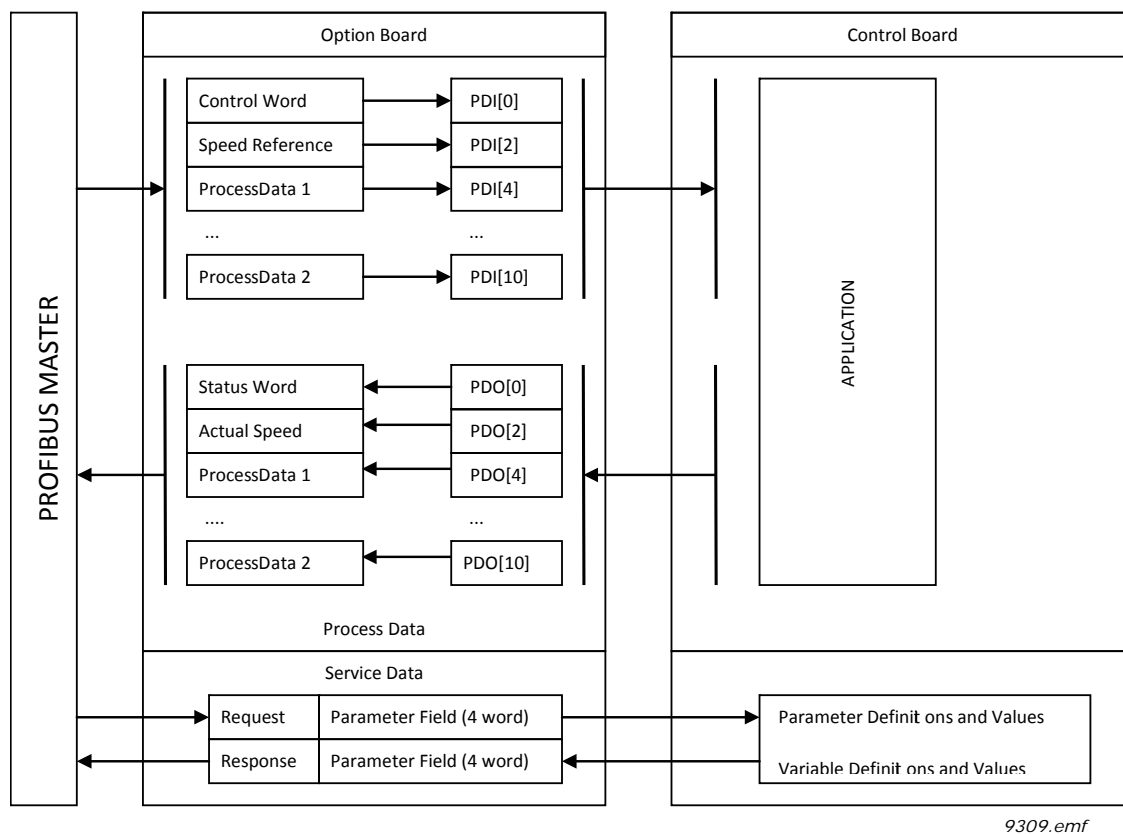 PROFIBUS MASTER
Option Board
Control Word PDI[0]
Speed Reference PDI[2]
ProcessData 1 PDI[4]
... ...
ProcessData 2 PDI[10]
Status Word PDO[0]
Actual Speed PDO[2]
ProcessData 1 PDO[4]
.... ...
ProcessData 2 PDO[10]
Process Data
Service Data
Request Parameter Field (4 word)
Response Parameter Field (4 word)
Control Board
APPLICATION
Parameter Definit ons and Values
Variable Definit ons and Values
9309.emf